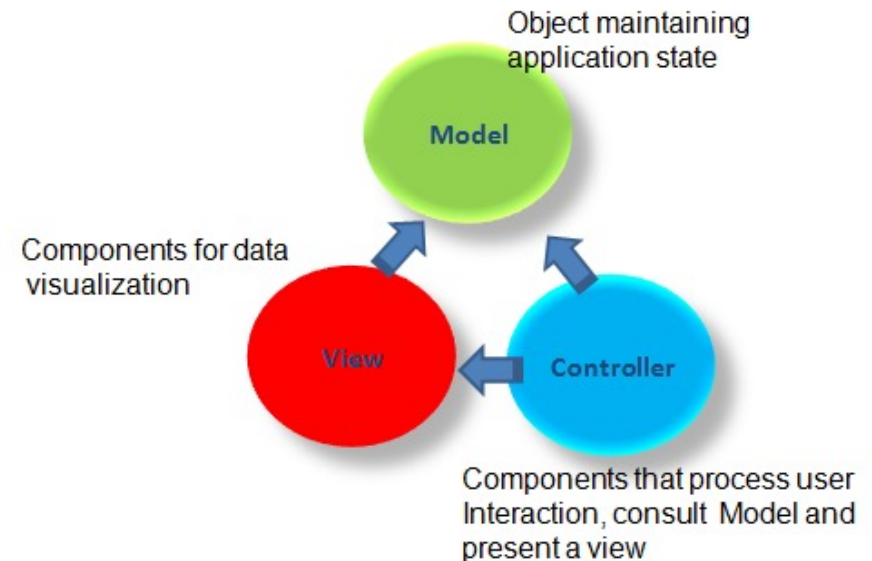 Object maintaining
application state
Model
Components for data
visualization
View
Controller
Components that process user
Interaction, consult Model and
present a view